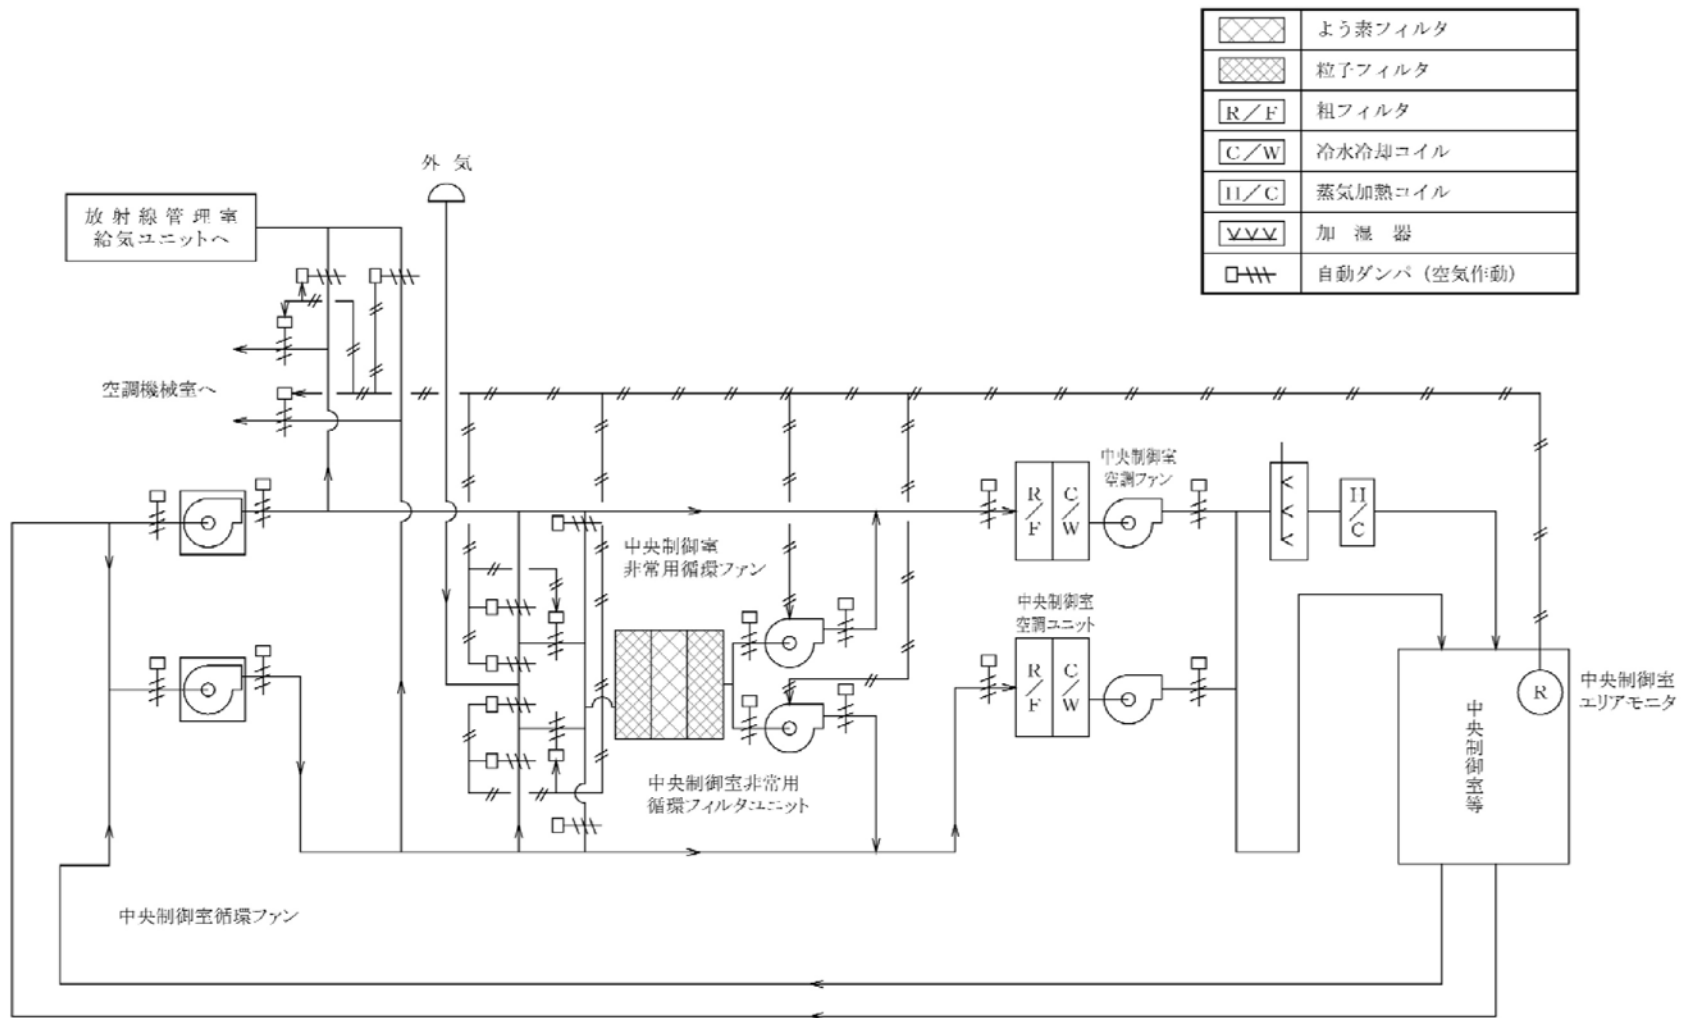 よう素フィルタ
粒子フィルタ
R/F 粗フィルタ
C/W 冷水冷却コイル
H/C 蒸気加熱コイル
加湿器
自動ダンパ（空気作動）
外気
放射線管理室
給気ユニットへ
空調機械室へ
中央制御室
空調ファン
R/F
C/W
H/C
中央制御室
非常用循環ファン
中央制御室
空調ユニット
R/F
C/W
R
中央制御室
エリアモニタ
中央制御室等
中央制御室非常用
循環フィルタユニット
中央制御室循環ファン